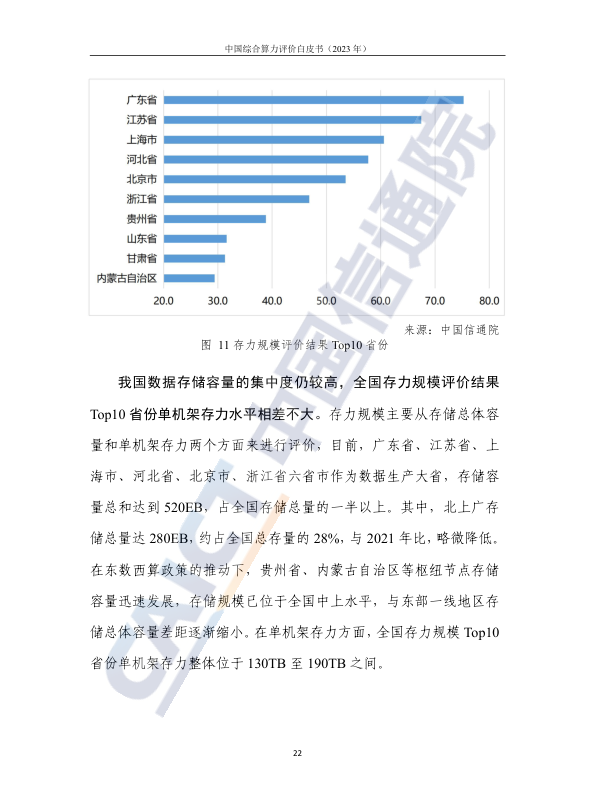 中国综合算力评价白皮书（2023 年）
广东省
江苏省
上海市
河北省
北京市
浙江省
贵州省
山东省
甘肃省
内蒙古自治区
20.0 30.0 40.0 50.0 60.0 70.0 80.0
来源：中国信通院
图 11 存力规模评价结果 Top10 省份
我国数据存储容量的集中度仍较高，全国存力规模评价结果
Top10 省份单机架存力水平相差不大。存力规模主要从存储总体容
量和单机架存力两个方面来进行评价，目前，广东省、江苏省、上
海市、河北省、北京市、浙江省六省市作为数据生产大省，存储容
量总和达到 520EB，占全国存储总量的一半以上。其中，北上广存
储总量达 280EB，约占全国总存量的 28%，与 2021 年比，略微降低。
在东数西算政策的推动下，贵州省、内蒙古自治区等枢纽节点存储
容量迅速发展，存储规模已位于全国中上水平，与东部一线地区存
储总体容量差距逐渐缩小。在单机架存力方面，全国存力规模 Top10
省份单机架存力整体位于 130TB 至 190TB 之间。
CAICT 中国信通院
22